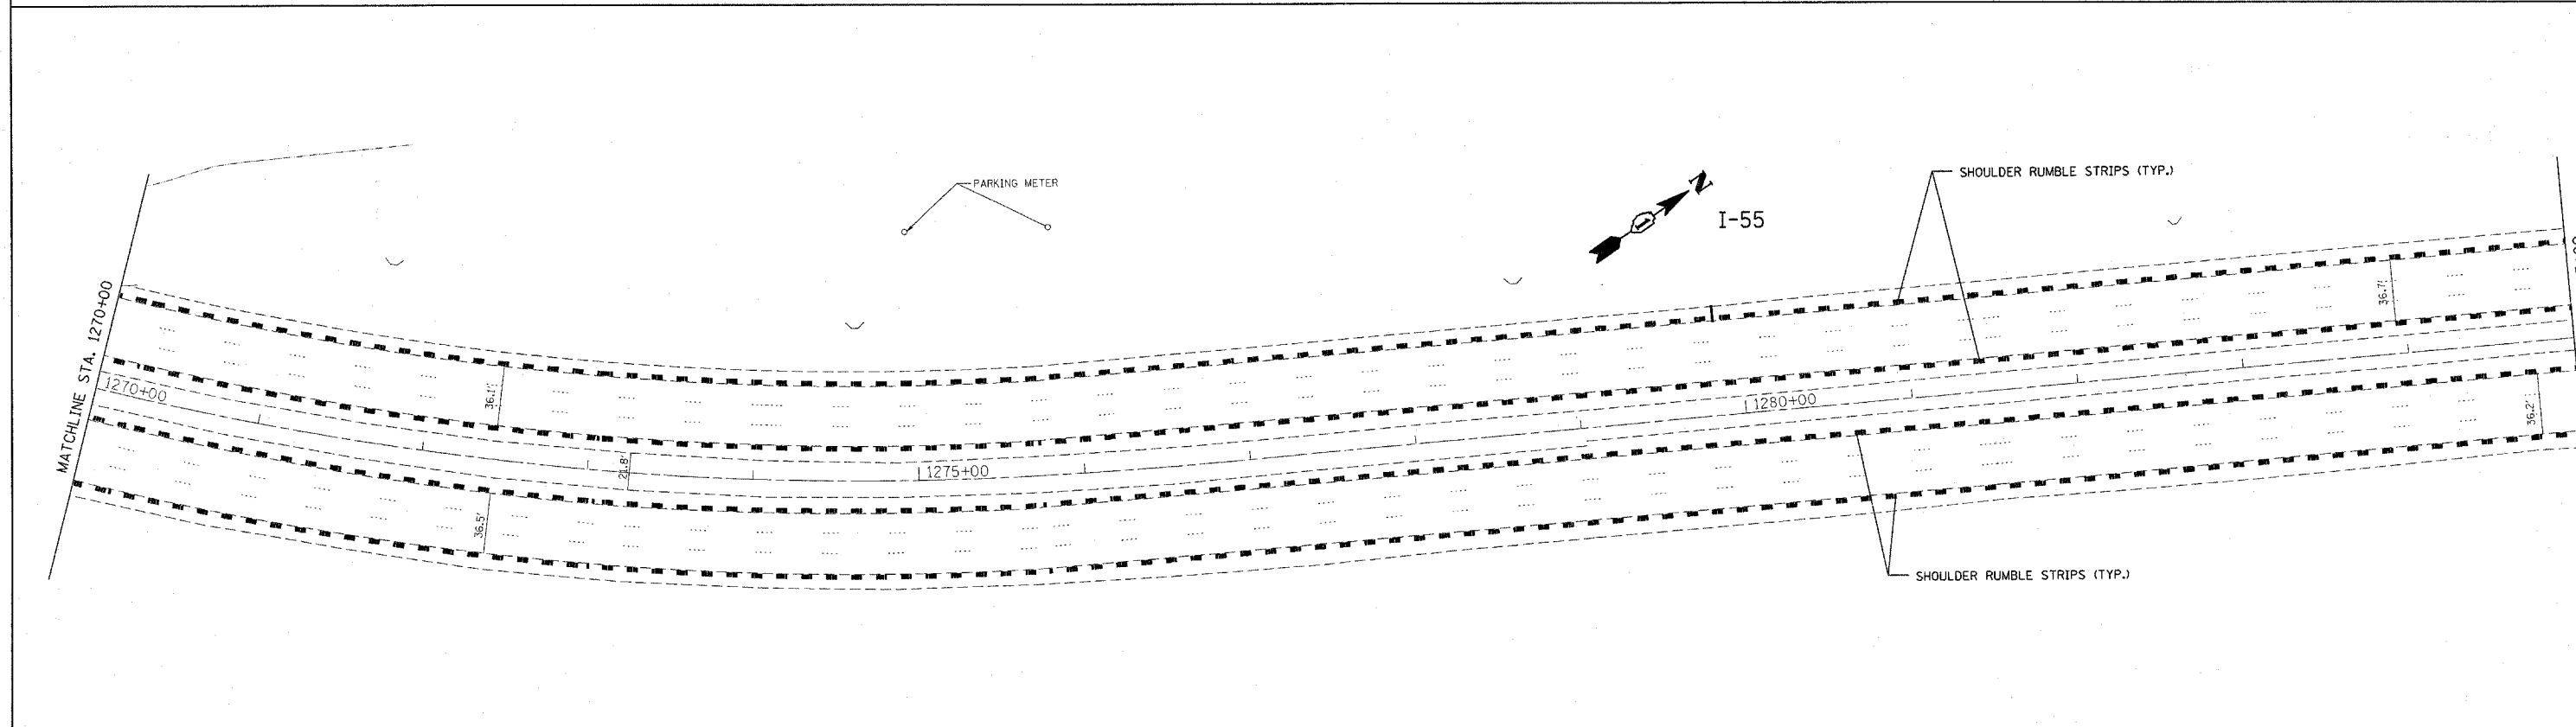 PARKING METER
SHOULDER RUMBLE STRIPS (TYP.)
N
I-55
MATCHLINE STA. 1270+00
36.7'
36.1'
1270+00
1280+00
36.2'
21.8'
1275+00
36.5'
SHOULDER RUMBLE STRIPS (TYP.)